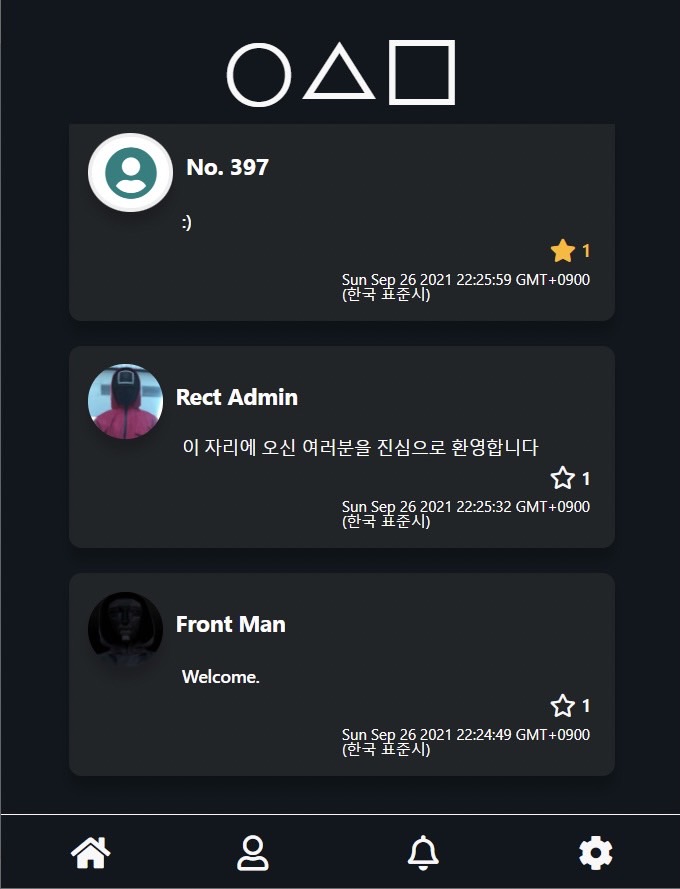 No. 397
:)
1
Sun Sep 26 2021 22:25:59 GMT+0900
(한국 표준시)
Rect Admin
이 자리에 오신 여러분을 진심으로 환영합니다
1
Sun Sep 26 2021 22:25:32 GMT+0900
(한국 표준시)
Front Man
Welcome.
1
Sun Sep 26 2021 22:24:49 GMT+0900
(한국 표준시)